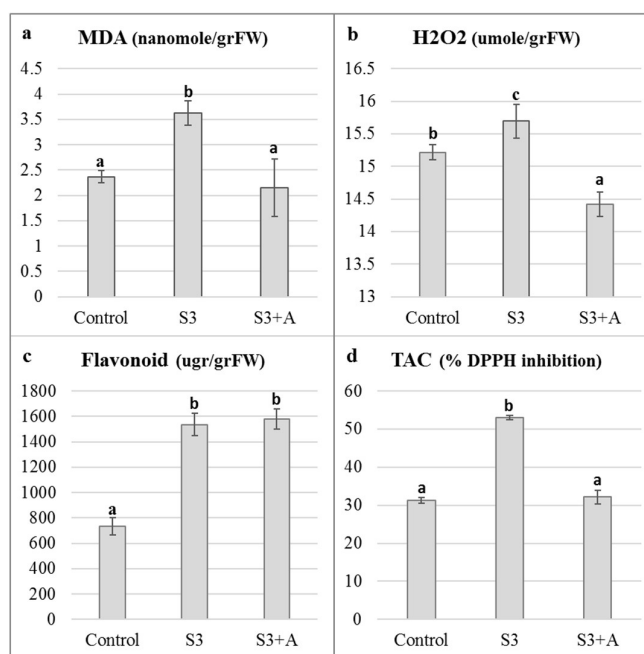 a MDA (nanomole/grFW)
4.5
4
3.5
3
2.5
2
1.5
1
0.5
0
a
b
a
Control S3 S3+A
b H2O2 (umole/grFW)
16.5
16
15.5
15
14.5
14
13.5
13
b
c
a
Control S3 S3+A
c Flavonoid (ugr/grFW)
1800
1600
1400
1200
1000
800
600
400
200
0
a
b
b
Control S3 S3+A
d TAC (% DPPH inhibition)
60
50
40
30
20
10
0
a
b
a
Control S3 S3+A